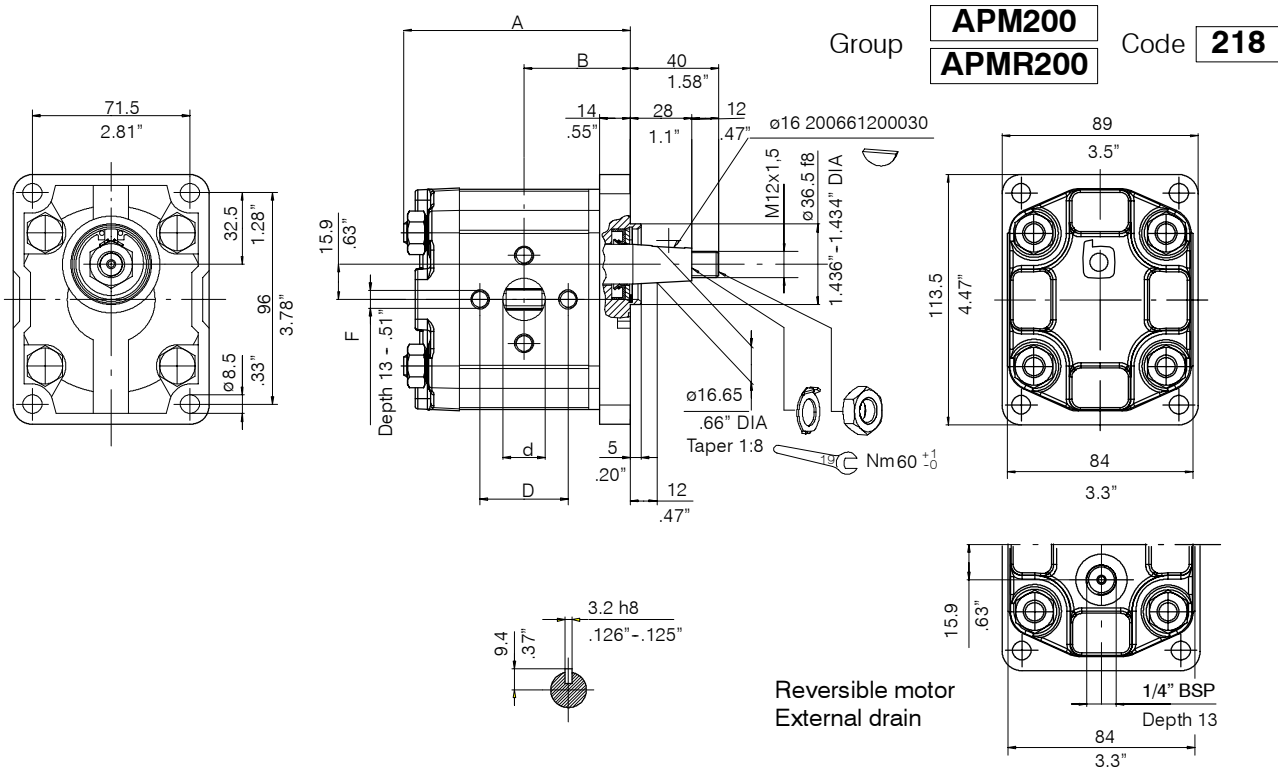 Group
APM200
APMR200
Code
218
A
B
40
1.58”
14
.55”
28
1.1”
12
.47”
ø16 200661200030
M12x1,5
ø36.5 f8
1.436”-1.434” DIA
71.5
2.81”
32.5
1.28”
96
3.78”
ø8.5
.33”
15.9
.63”
F
Depth 13 - .51”
d
D
ø16.65
.66” DIA
Taper 1:8
5
.20”
12
.47”
19
Nm 60 +1 -0
89
3.5”
113.5
4.47”
84
3.3”
3.2 h8
.126”-.125”
9.4
.37”
Reversible motor
External drain
15.9
.63”
1/4” BSP
Depth 13
84
3.3”